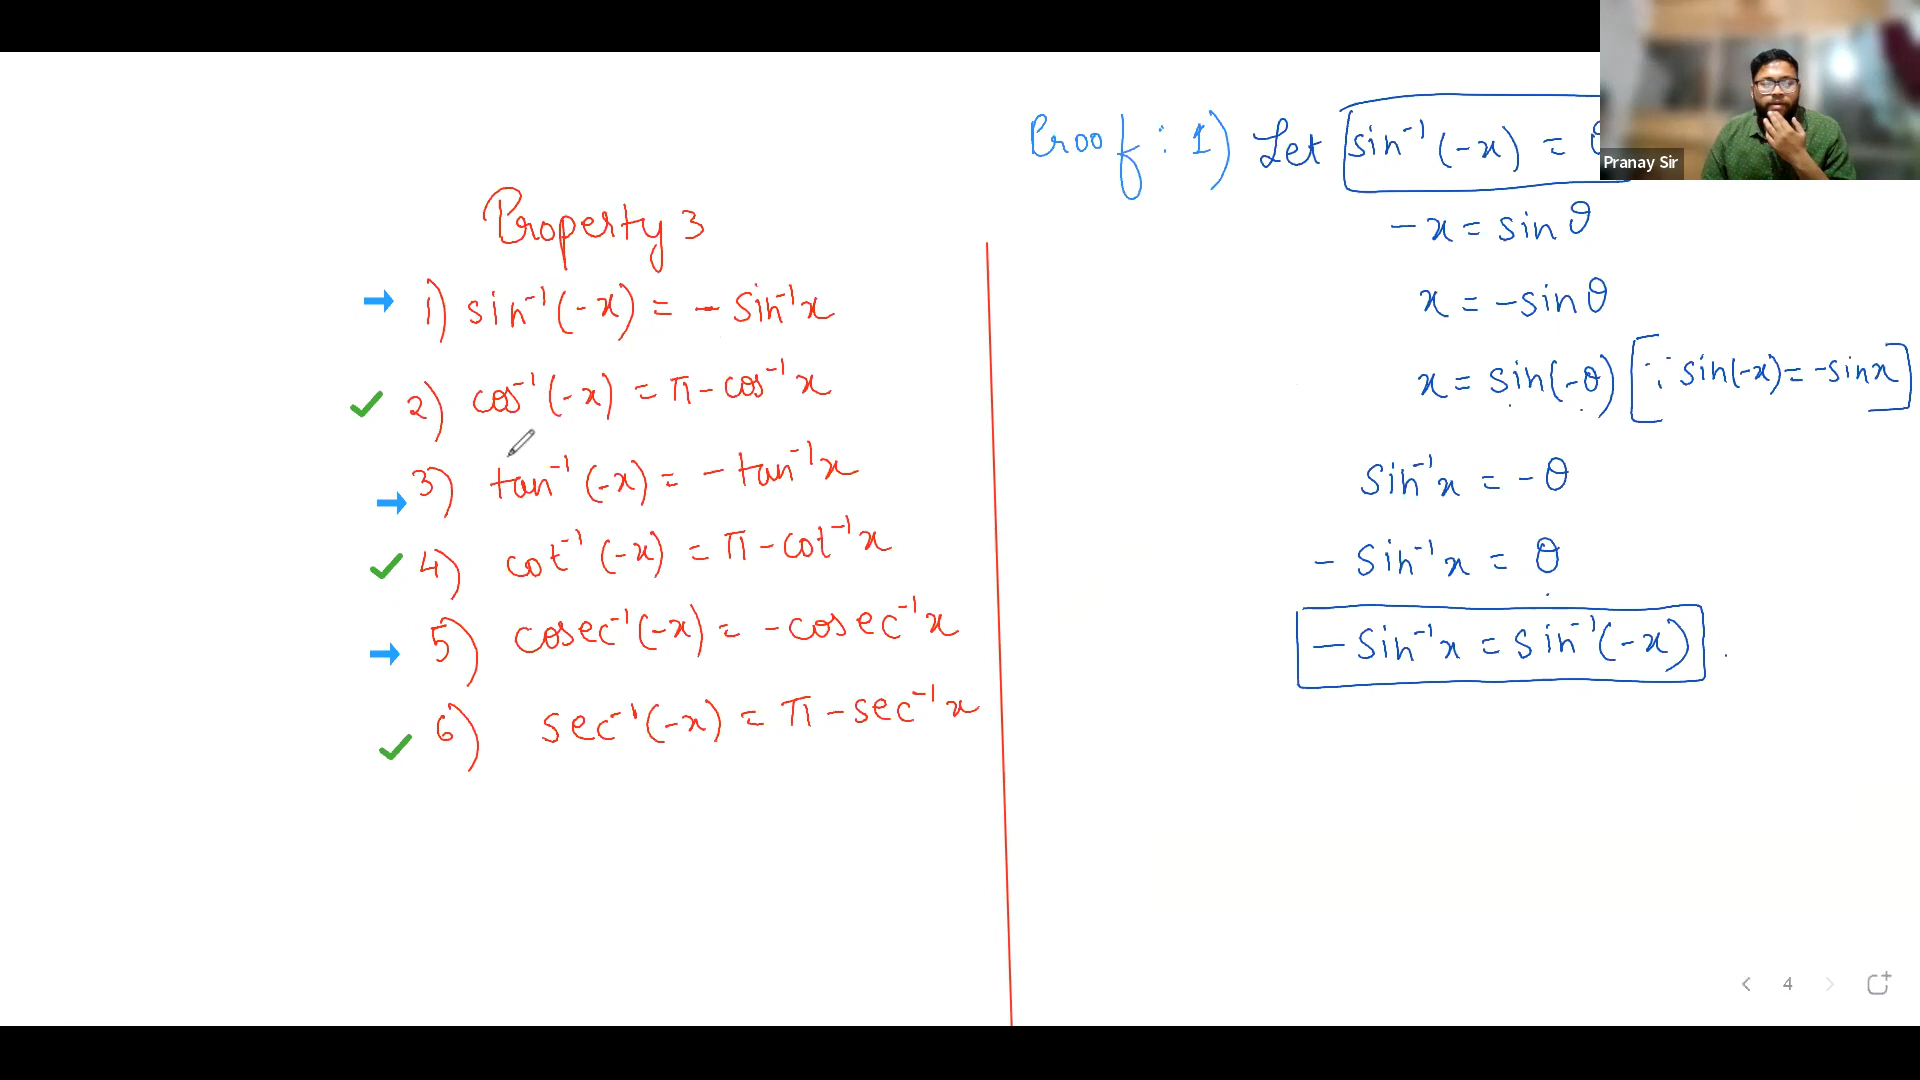 Property 3
1) sin⁻¹(-x) = - sin⁻¹x
2) cos⁻¹(-x) = π - cos⁻¹x
3) tan⁻¹(-x) = - tan⁻¹x
4) cot⁻¹(-x) = π - cot⁻¹x
5) cosec⁻¹(-x) = - cosec⁻¹x
6) sec⁻¹(-x) = π - sec⁻¹x
Proof : 1) Let sin⁻¹(-x) = θ
-x = sin θ
x = -sin θ
x = sin(-θ) [∵ sin(-x) = -sinx]
sin⁻¹x = -θ
- sin⁻¹x = θ
- sin⁻¹x = sin⁻¹(-x)
Pranay Sir
4